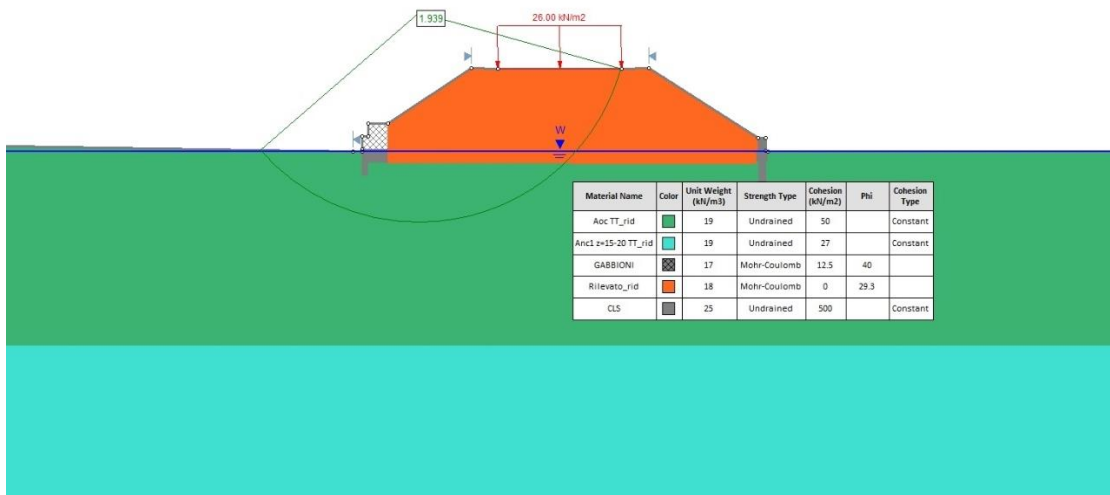 1.939
26.00 kN/m2
W
Material Name Color Unit Weight (kN/m3) Strength Type Cohesion (kN/m2) Phi Cohesion Type
Aoc TT_rid 19 Undrained 50 Constant
Anc1 z=15-20 TT_rid 19 Undrained 27 Constant
GABBIONI 17 Mohr-Coulomb 12.5 40
Rilevato_rid 18 Mohr-Coulomb 0 29.3
CLS 25 Undrained 500 Constant